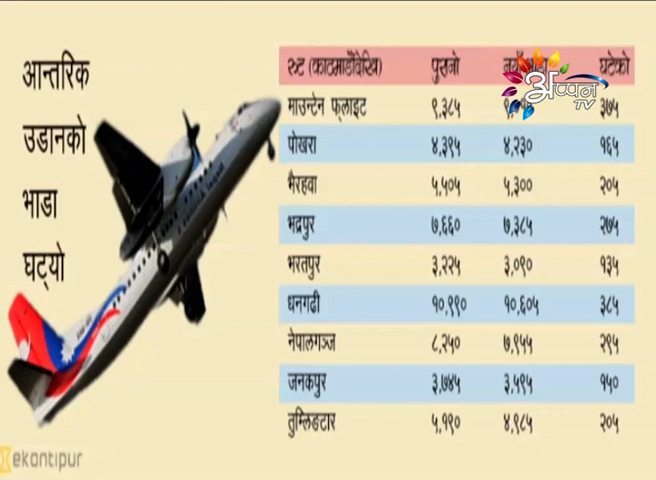 आन्तरिक
उडानको
भाडा
घट्यो
रुट (काठमाडौंदेखि) पुरानो घटेको
माउन्टेन फ्लाइट ९,३८५ ३७५
पोखरा ४,३९५ ४,२३० १६५
भैरहवा ५,५०५ ५,३०० २०५
भद्रपुर ७,६६० ७,३८५ २७५
भरतपुर ३,२२५ ३,०९० १३५
धनगढी १०,९९० १०,६०५ ३८५
नेपालगञ्ज ८,२५० ७,९५५ २९५
जनकपुर ३,७४५ ३,५९५ १५०
तुम्लिङटार ५,१९० ४,९८५ २०५
अप्पन
TV
ekantipur